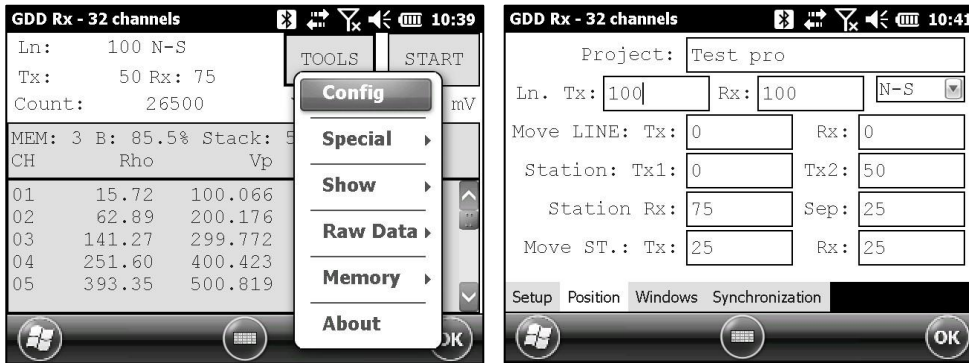 GDD Rx - 32 channels 10:39
Ln: 100 N-S
TOOLS START
Tx: 50 Rx: 75
Count: 26500 mV
MEM: 3 B: 85.5% Stack: 5
CH Rho Vp
01 15.72 100.066
02 62.89 200.176
03 141.27 299.772
04 251.60 400.423
05 393.35 500.819
Config
Special
Show
Raw Data
Memory
About
OK
GDD Rx - 32 channels 10:41
Project: Test pro
Ln. Tx: 100 Rx: 100 N-S
Move LINE: Tx: 0 Rx: 0
Station: Tx1: 0 Tx2: 50
Station Rx: 75 Sep: 25
Move ST.: Tx: 25 Rx: 25
Setup Position Windows Synchronization
OK